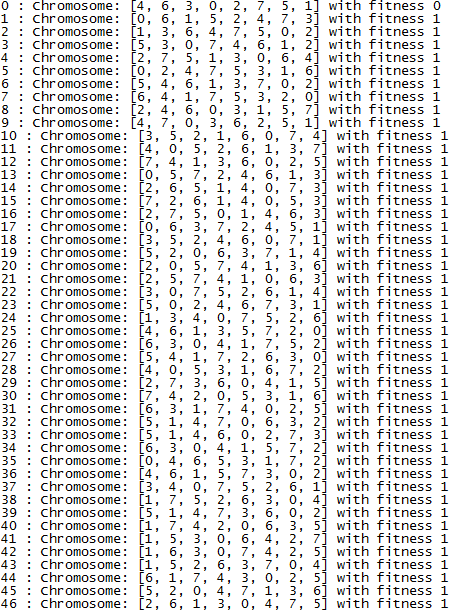 0 : Chromosome: [4, 6, 3, 0, 2, 7, 5, 1] with fitness 0
1 : Chromosome: [0, 6, 1, 5, 2, 4, 7, 3] with fitness 1
2 : Chromosome: [1, 3, 6, 4, 7, 5, 0, 2] with fitness 1
3 : Chromosome: [5, 3, 0, 7, 4, 6, 1, 2] with fitness 1
4 : Chromosome: [2, 7, 5, 1, 3, 0, 6, 4] with fitness 1
5 : Chromosome: [0, 2, 4, 7, 5, 3, 1, 6] with fitness 1
6 : Chromosome: [5, 4, 6, 1, 3, 7, 0, 2] with fitness 1
7 : Chromosome: [6, 4, 1, 7, 5, 3, 2, 0] with fitness 1
8 : Chromosome: [2, 4, 6, 0, 3, 1, 5, 7] with fitness 1
9 : Chromosome: [4, 7, 0, 3, 6, 2, 5, 1] with fitness 1
10 : Chromosome: [3, 5, 2, 1, 6, 0, 7, 4] with fitness 1
11 : Chromosome: [4, 0, 5, 2, 6, 1, 3, 7] with fitness 1
12 : Chromosome: [7, 4, 1, 3, 6, 0, 2, 5] with fitness 1
13 : Chromosome: [0, 5, 7, 2, 4, 6, 1, 3] with fitness 1
14 : Chromosome: [2, 6, 5, 1, 4, 0, 7, 3] with fitness 1
15 : Chromosome: [7, 2, 6, 1, 4, 0, 5, 3] with fitness 1
16 : Chromosome: [2, 7, 5, 0, 1, 4, 6, 3] with fitness 1
17 : Chromosome: [0, 6, 3, 7, 2, 4, 5, 1] with fitness 1
18 : Chromosome: [3, 5, 2, 4, 6, 0, 7, 1] with fitness 1
19 : Chromosome: [5, 2, 0, 6, 3, 7, 1, 4] with fitness 1
20 : Chromosome: [2, 0, 5, 7, 4, 1, 3, 6] with fitness 1
21 : Chromosome: [2, 5, 7, 4, 1, 0, 6, 3] with fitness 1
22 : Chromosome: [3, 0, 7, 5, 2, 6, 1, 4] with fitness 1
23 : Chromosome: [5, 0, 2, 4, 6, 7, 3, 1] with fitness 1
24 : Chromosome: [1, 3, 4, 0, 7, 5, 2, 6] with fitness 1
25 : Chromosome: [4, 6, 1, 3, 5, 7, 2, 0] with fitness 1
26 : Chromosome: [6, 3, 0, 4, 1, 7, 5, 2] with fitness 1
27 : Chromosome: [5, 4, 1, 7, 2, 6, 3, 0] with fitness 1
28 : Chromosome: [4, 0, 5, 3, 1, 6, 7, 2] with fitness 1
29 : Chromosome: [2, 7, 3, 6, 0, 4, 1, 5] with fitness 1
30 : Chromosome: [7, 4, 2, 0, 5, 3, 1, 6] with fitness 1
31 : Chromosome: [6, 3, 1, 7, 4, 0, 2, 5] with fitness 1
32 : Chromosome: [5, 1, 4, 7, 0, 6, 3, 2] with fitness 1
33 : Chromosome: [5, 1, 4, 6, 0, 2, 7, 3] with fitness 1
34 : Chromosome: [6, 3, 0, 4, 1, 5, 7, 2] with fitness 1
35 : Chromosome: [0, 4, 6, 5, 3, 1, 7, 2] with fitness 1
36 : Chromosome: [4, 6, 1, 5, 7, 3, 0, 2] with fitness 1
37 : Chromosome: [3, 4, 0, 7, 5, 2, 6, 1] with fitness 1
38 : Chromosome: [1, 7, 5, 2, 6, 3, 0, 4] with fitness 1
39 : Chromosome: [5, 1, 4, 7, 3, 6, 0, 2] with fitness 1
40 : Chromosome: [1, 7, 4, 2, 0, 6, 3, 5] with fitness 1
41 : Chromosome: [1, 5, 3, 0, 6, 4, 2, 7] with fitness 1
42 : Chromosome: [1, 6, 3, 0, 7, 4, 2, 5] with fitness 1
43 : Chromosome: [1, 5, 2, 6, 3, 7, 0, 4] with fitness 1
44 : Chromosome: [6, 1, 7, 4, 3, 0, 2, 5] with fitness 1
45 : Chromosome: [5, 2, 0, 4, 7, 1, 3, 6] with fitness 1
46 : Chromosome: [2, 6, 1, 3, 0, 4, 7, 5] with fitness 1